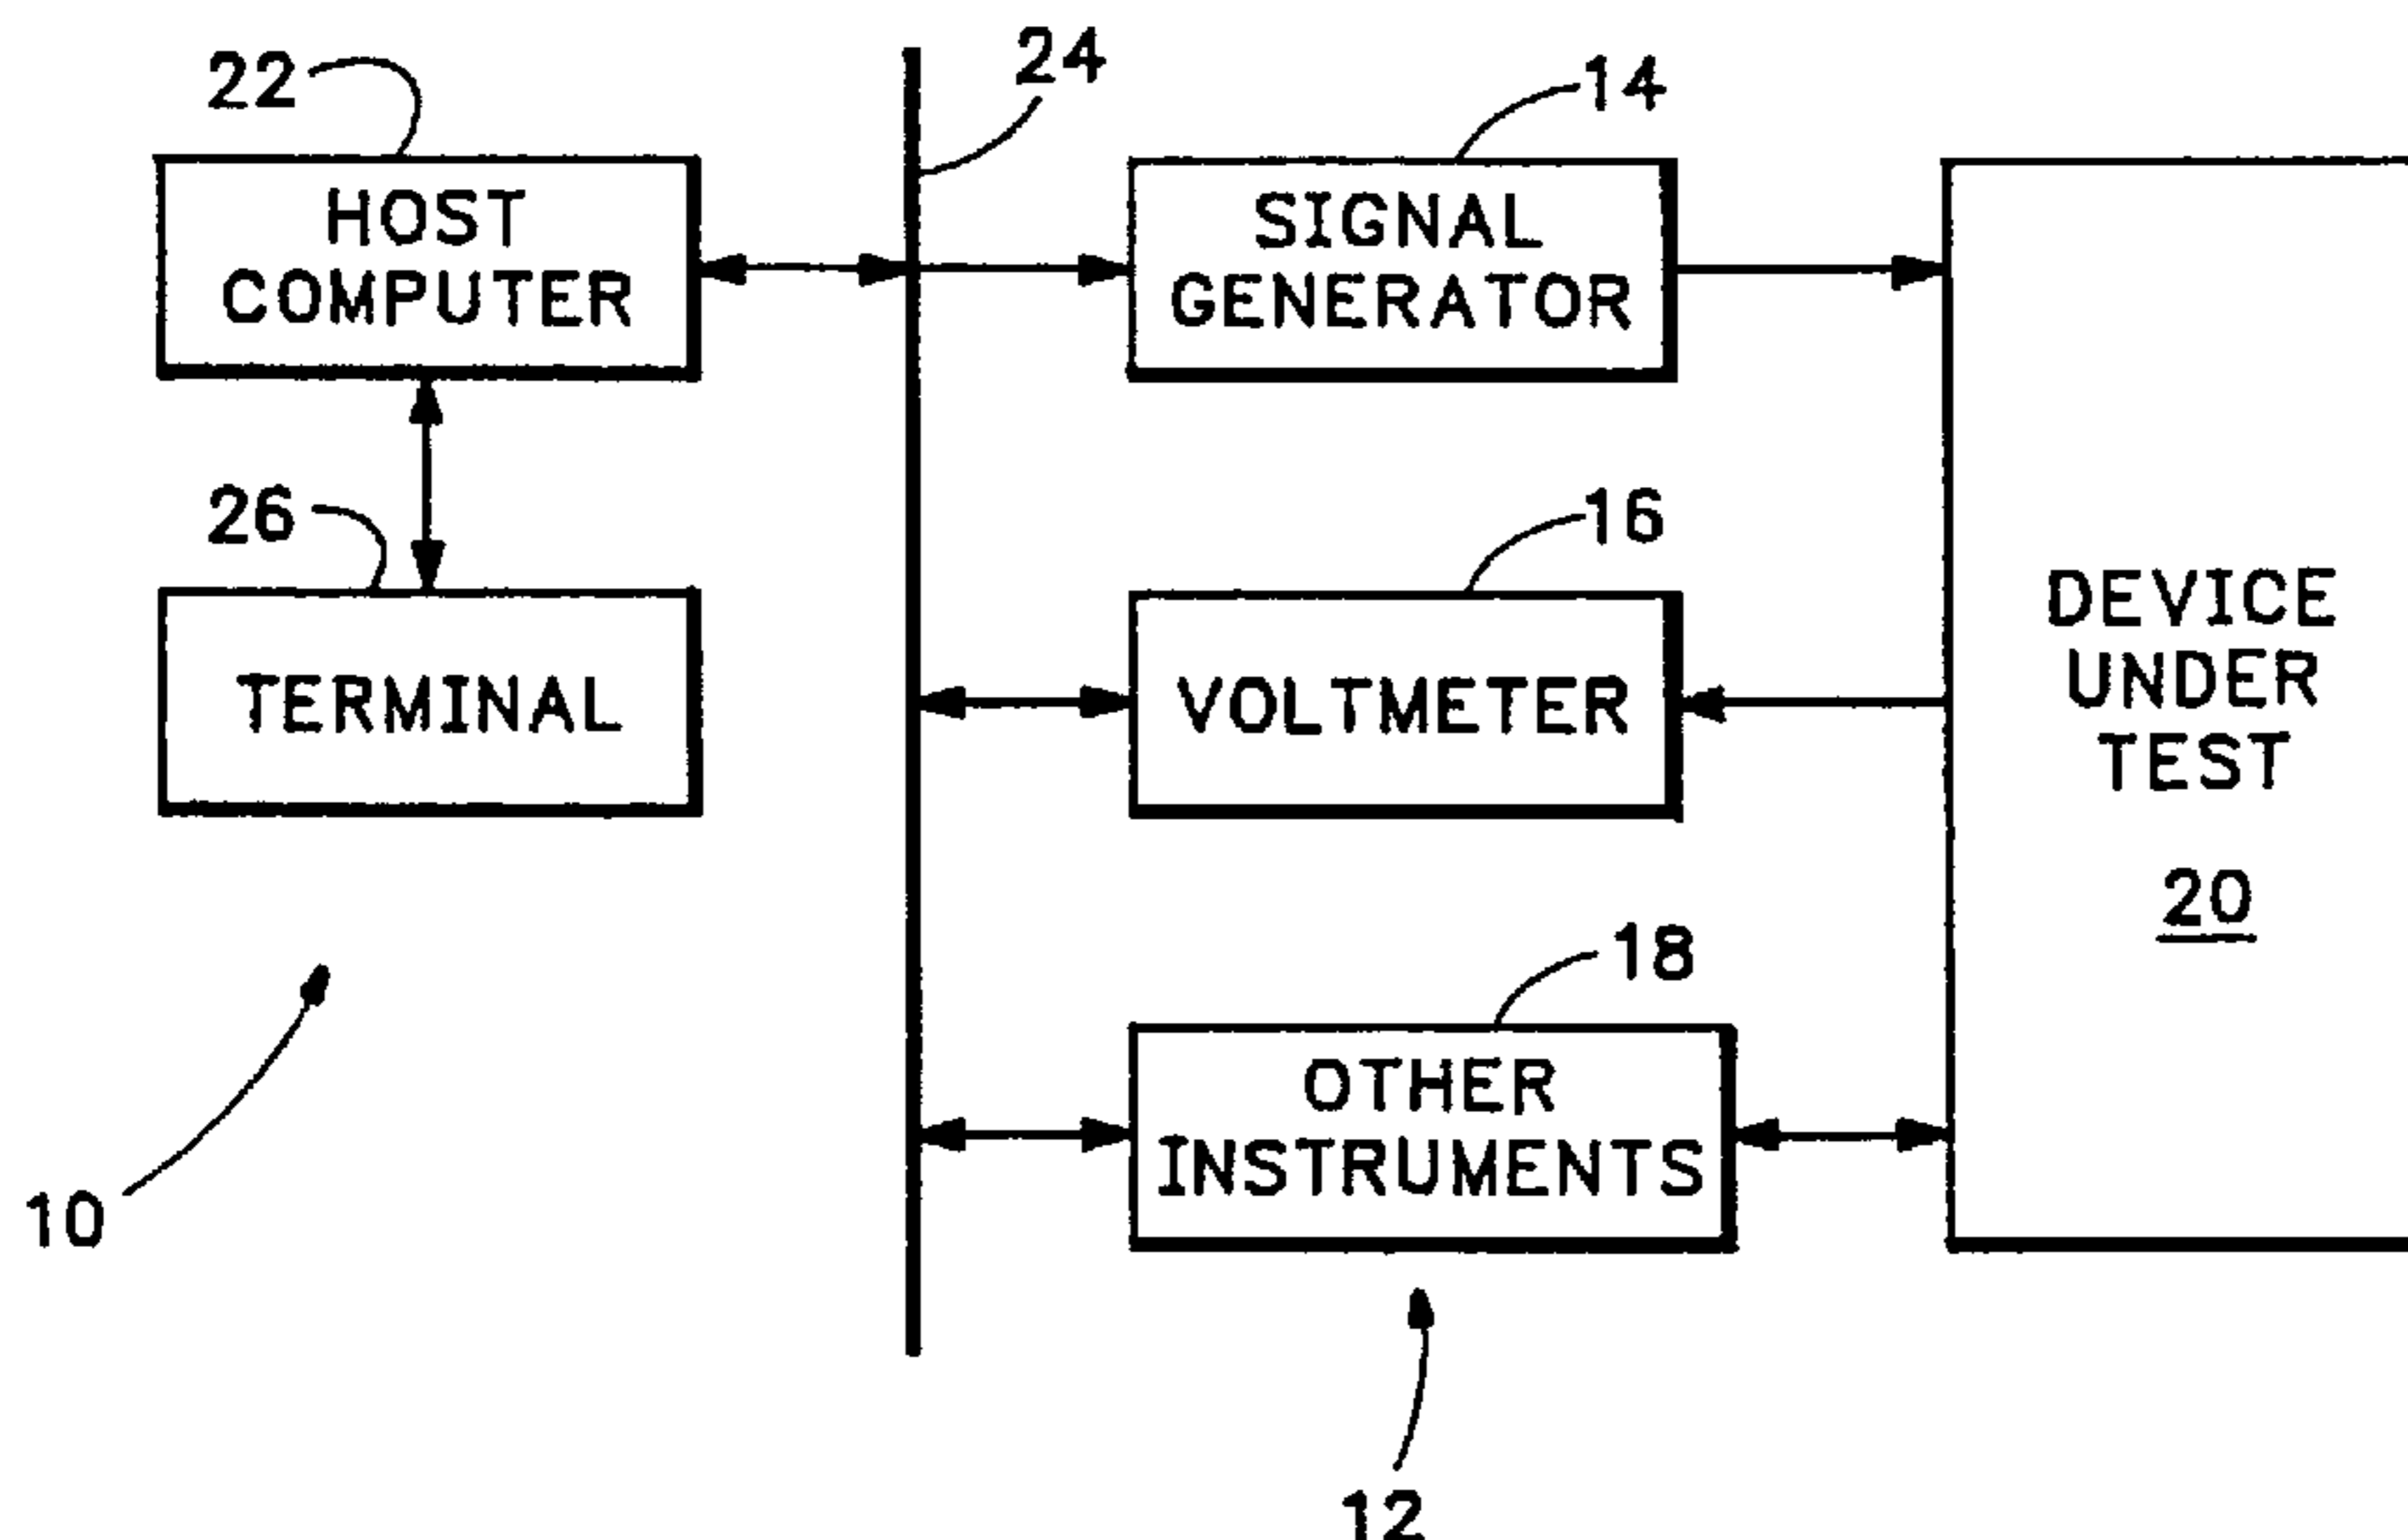 22
24
14
HOST
COMPUTER
SIGNAL
GENERATOR
26
16
TERMINAL
VOLTMETER
DEVICE
UNDER
TEST
20
18
OTHER
INSTRUMENTS
10
12